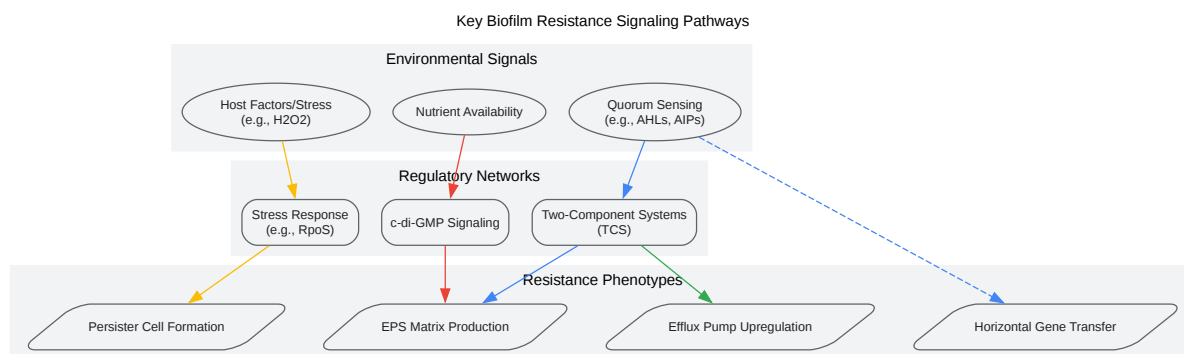 Key Biofilm Resistance Signaling Pathways
Environmental Signals
Host Factors/Stress
(e.g., H2O2)
Nutrient Availability
Quorum Sensing
(e.g., AHLs, AIPs)
Regulatory Networks
Stress Response
(e.g., RpoS)
c-di-GMP Signaling
Two-Component Systems
(TCS)
Resistance Phenotypes
Persister Cell Formation
EPS Matrix Production
Efflux Pump Upregulation
Horizontal Gene Transfer